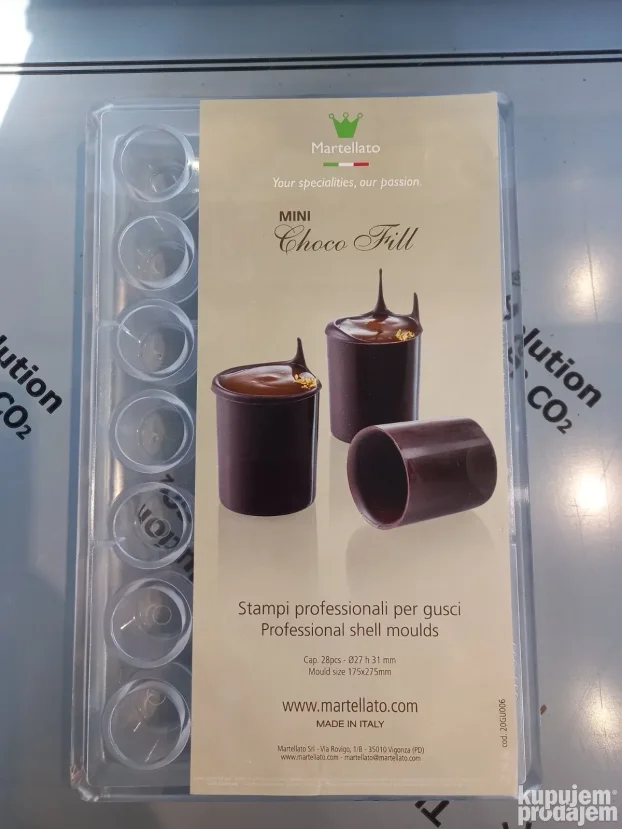 Martellato
Your specialities, our passion.
MINI
Choco Fill
Stampi professionali per gusci
Professional shell moulds
Cap. 28pcs - Ø27 h 31 mm
Mould size 175x275mm
www.martellato.com
MADE IN ITALY
Martellato Srl - Via Rovigo, 1/B - 35010 Vigonza (PD)
www.martellato.com - martellato@martellato.com
cod. 20GU006
CO2
CO2
kupujem
prodajem